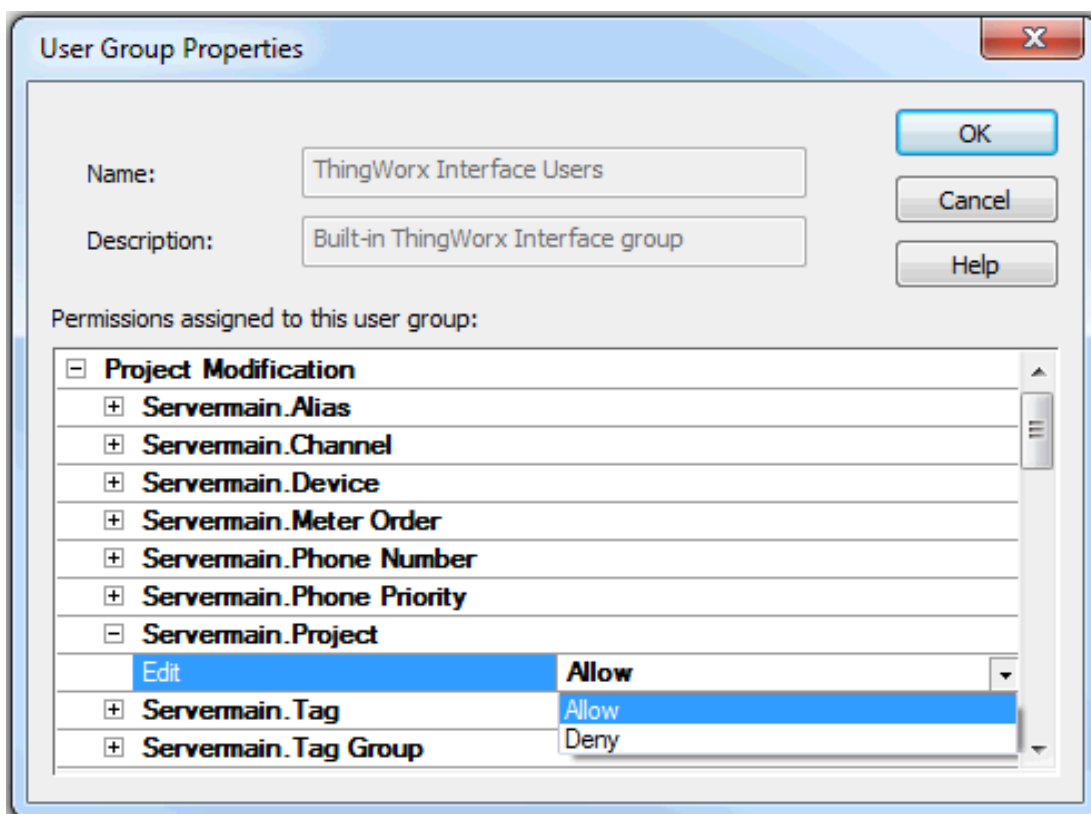 User Group Properties
Name:
ThingWorx Interface Users
OK
Description:
Built-in ThingWorx Interface group
Cancel
Help
Permissions assigned to this user group:
Project Modification
Servermain.Alias
Servermain.Channel
Servermain.Device
Servermain.Meter Order
Servermain.Phone Number
Servermain.Phone Priority
Servermain.Project
Edit Allow
Servermain.Tag Allow
Servermain.Tag Group Deny